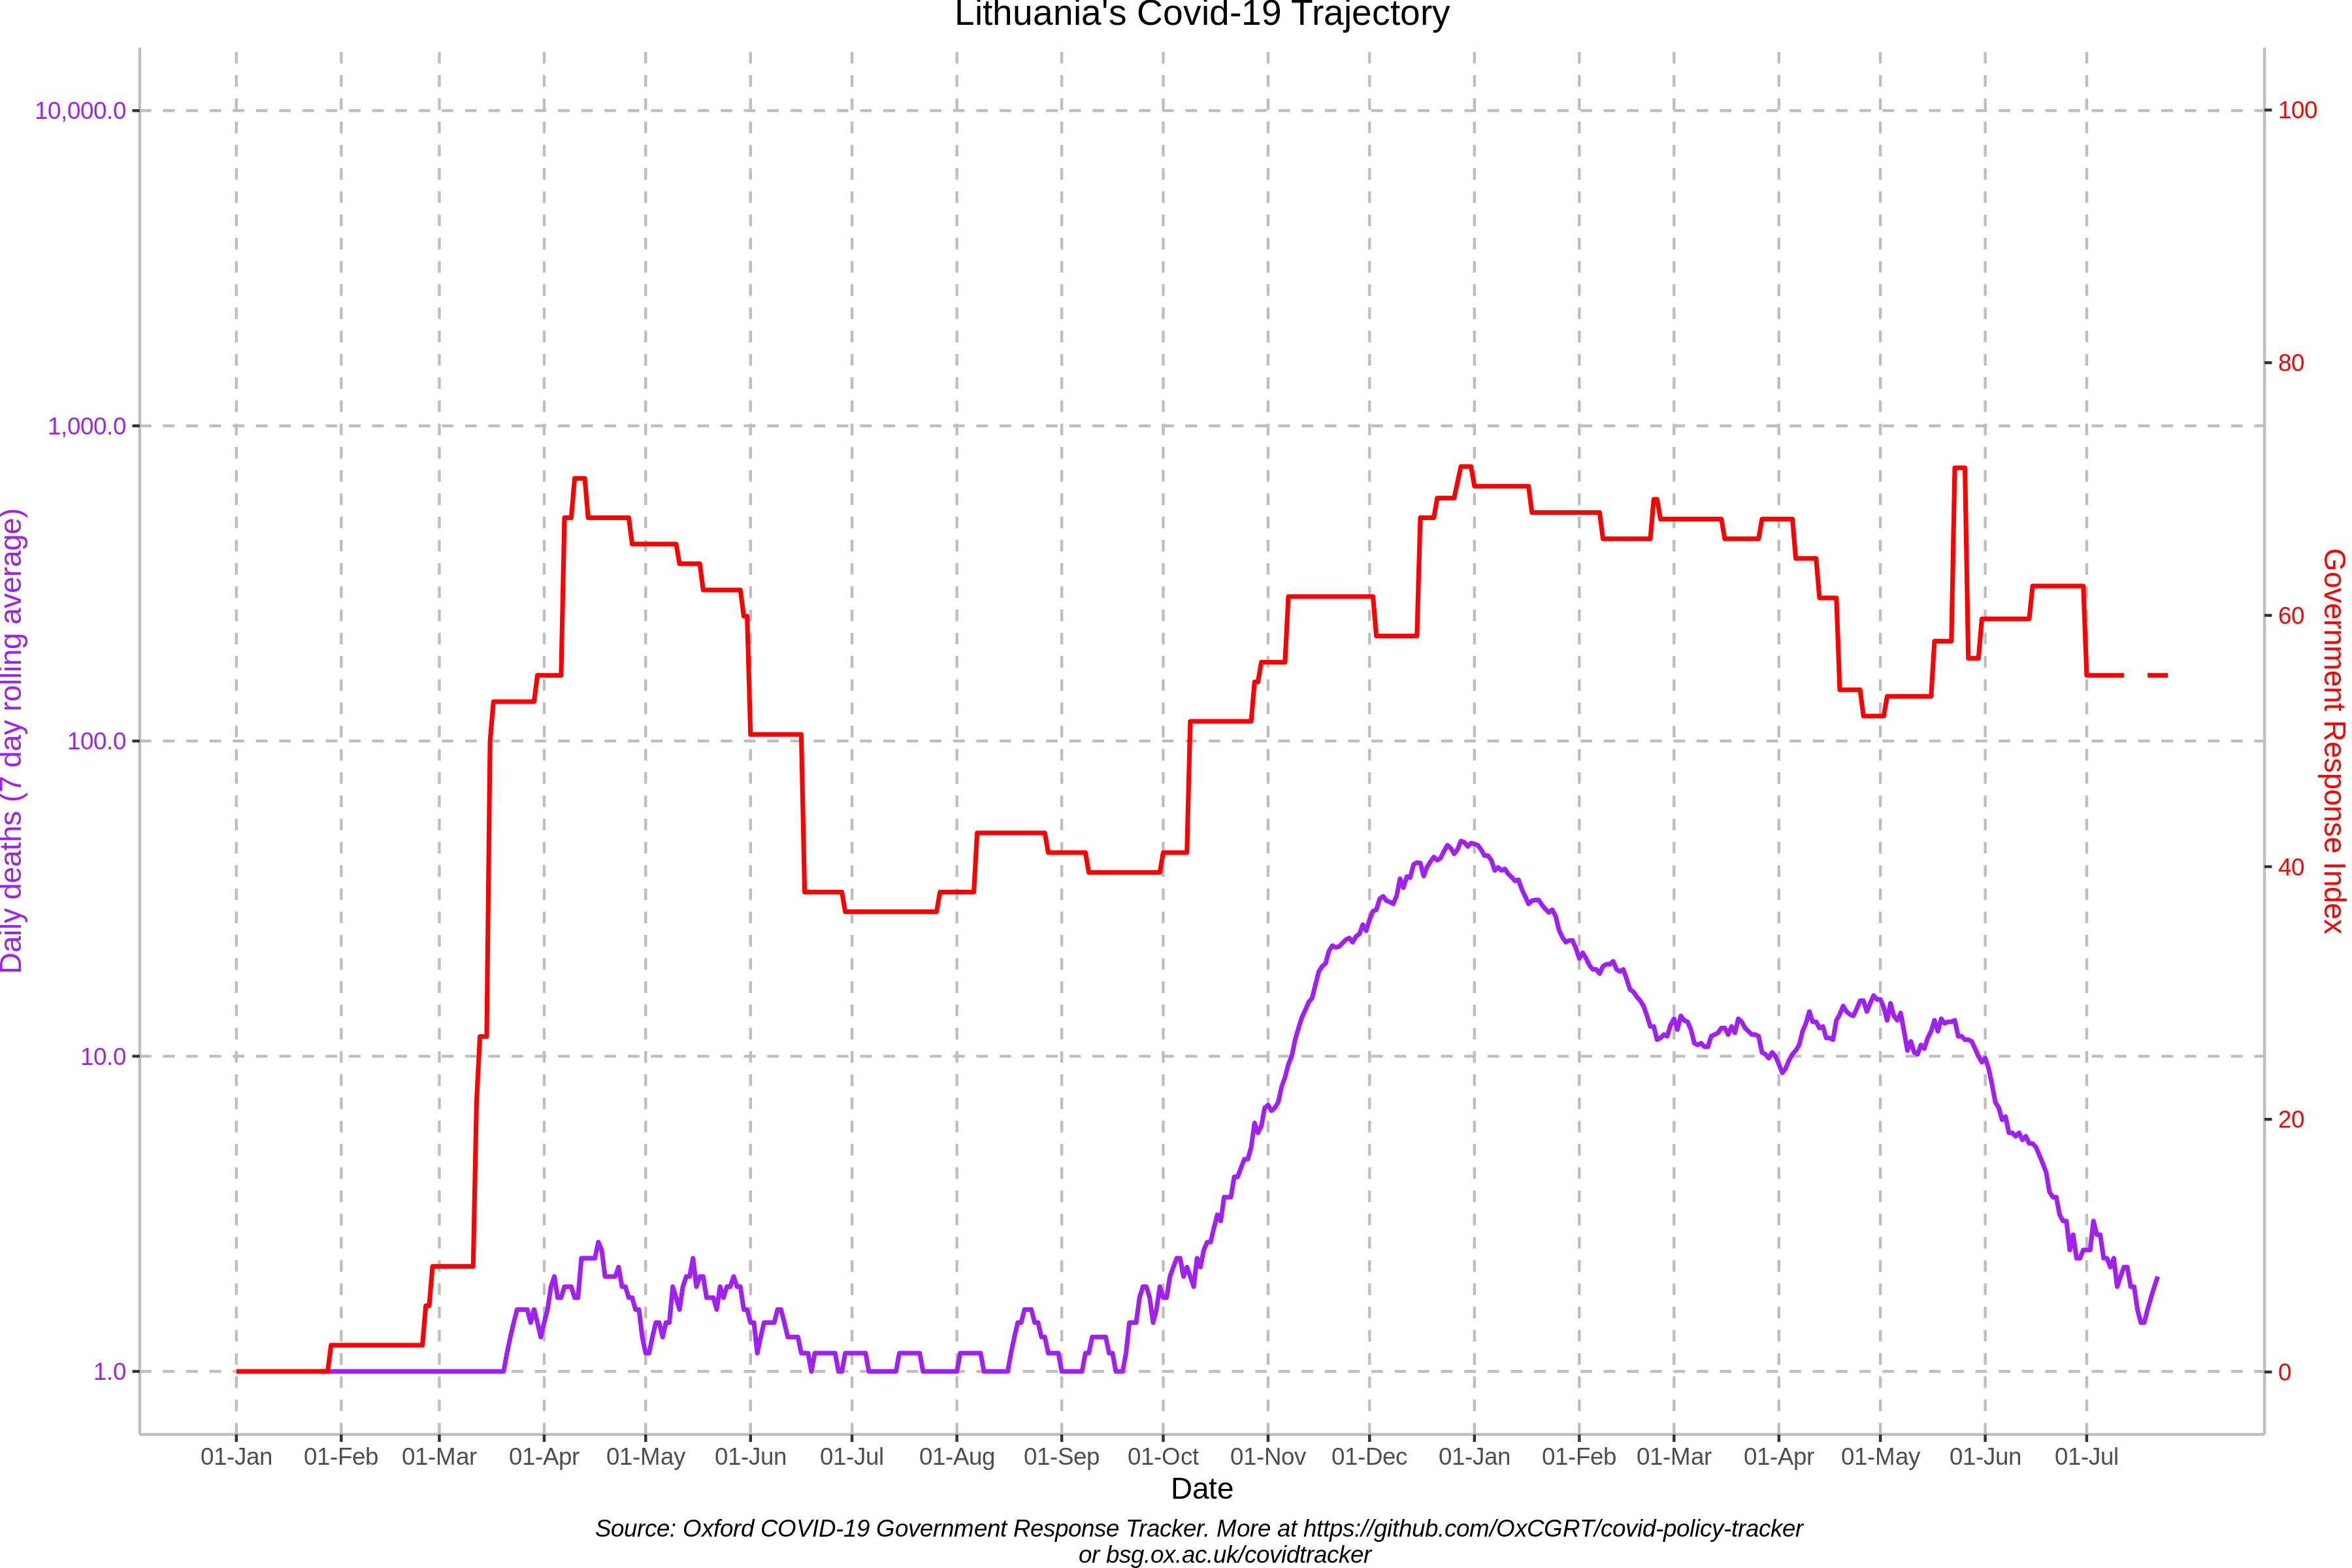 Lithuania's Covid-19 Trajectory
10,000.0
1,000.0
100.0
10.0
1.0
Daily deaths (7 day rolling average)
100
80
60
40
20
0
Government Response Index
01-Jan 01-Feb 01-Mar 01-Apr 01-May 01-Jun 01-Jul 01-Aug 01-Sep 01-Oct 01-Nov 01-Dec 01-Jan 01-Feb 01-Mar 01-Apr 01-May 01-Jun 01-Jul
Date
Source: Oxford COVID-19 Government Response Tracker. More at https://github.com/OxCGRT/covid-policy-tracker
or bsg.ox.ac.uk/covidtracker